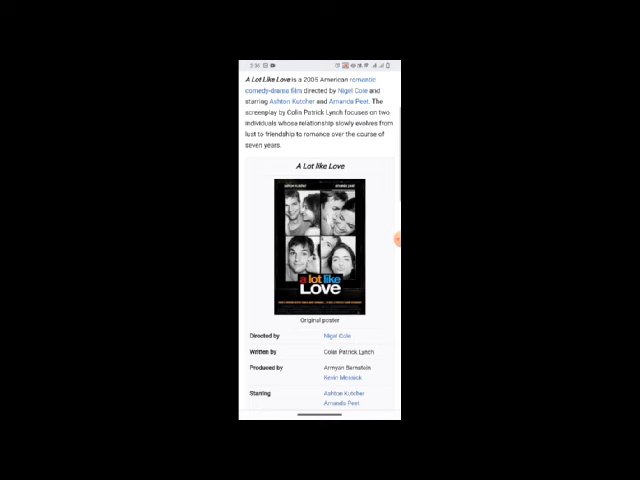 2:36
A Lot Like Love is a 2005 American romantic
comedy-drama film directed by Nigel Cole and
starring Ashton Kutcher and Amanda Peet. The
screenplay by Colin Patrick Lynch focuses on two
individuals whose relationship slowly evolves from
lust to friendship to romance over the course of
seven years.
A Lot like Love
a lot like
LOVE
Original poster
Directed by Nigel Cole
Written by Colin Patrick Lynch
Produced by Armyan Bernstein
Kevin Messick
Starring Ashton Kutcher
Amanda Peet